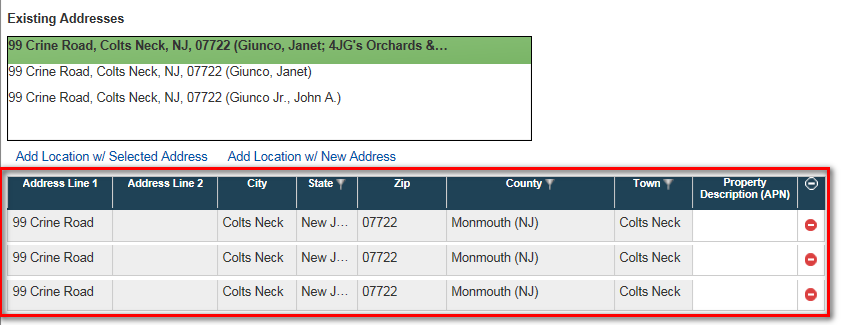 Existing Addresses
99 Crine Road, Colts Neck, NJ, 07722 (Giunco, Janet; 4JG's Orchards &...
99 Crine Road, Colts Neck, NJ, 07722 (Giunco, Janet)
99 Crine Road, Colts Neck, NJ, 07722 (Giunco Jr., John A.)
Add Location w/ Selected Address Add Location w/ New Address
Address Line 1 Address Line 2 City State Zip County Town Property Description (APN)
99 Crine Road Colts Neck New J... 07722 Monmouth (NJ) Colts Neck
99 Crine Road Colts Neck New J... 07722 Monmouth (NJ) Colts Neck
99 Crine Road Colts Neck New J... 07722 Monmouth (NJ) Colts Neck